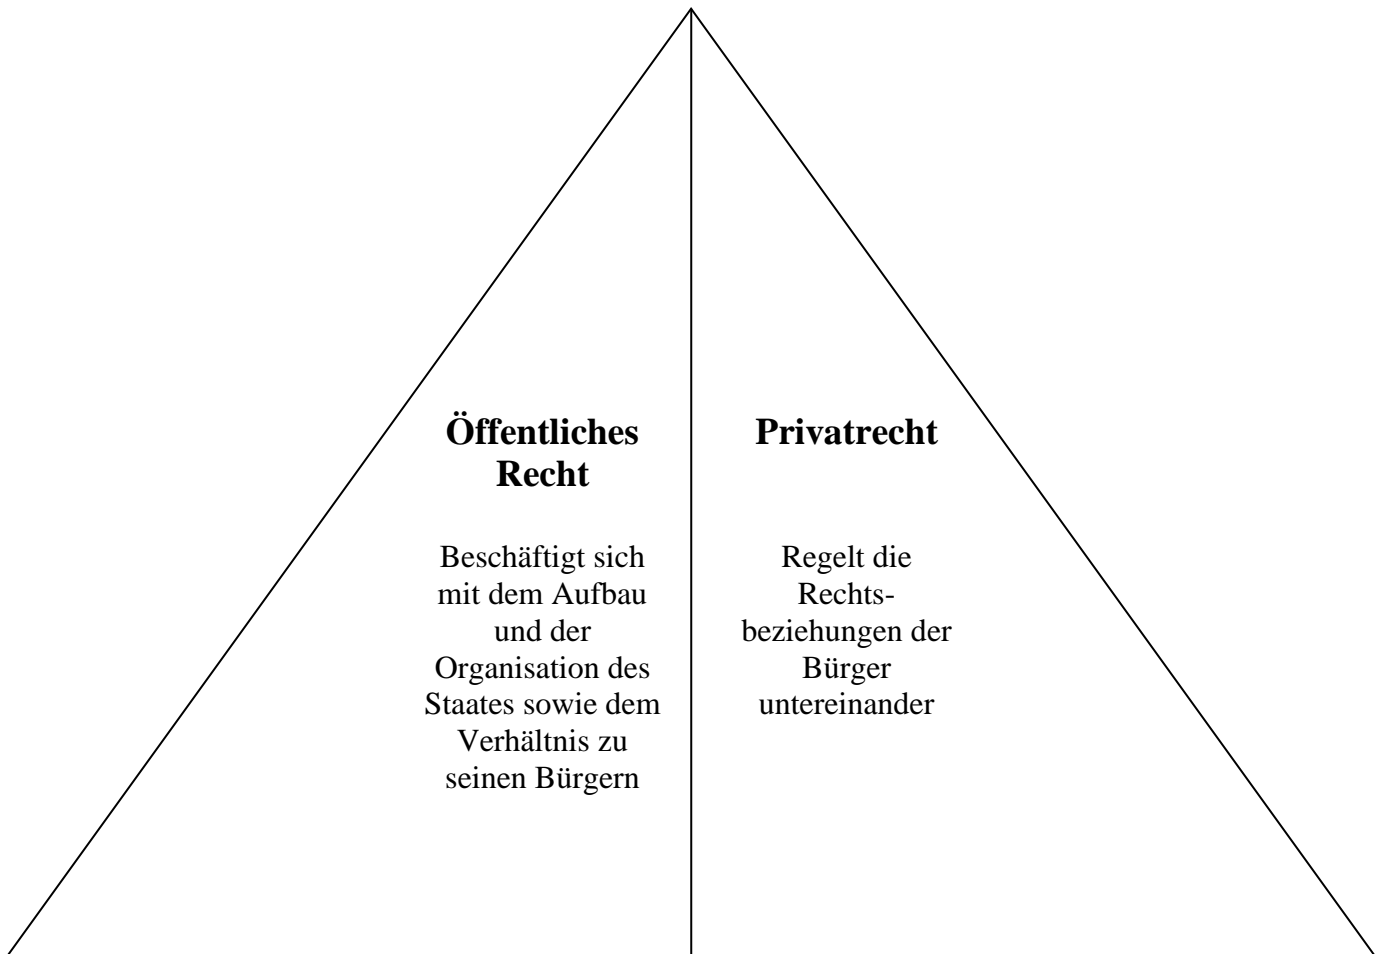 Öffentliches
Recht
Beschäftigt sich
mit dem Aufbau
und der
Organisation des
Staates sowie dem
Verhältnis zu
seinen Bürgern
Privatrecht
Regelt die
Rechts-
beziehungen der
Bürger
untereinander